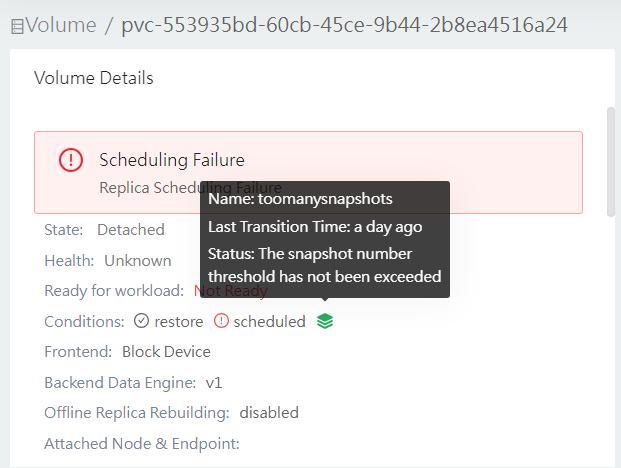 Volume / pvc-553935bd-60cb-45ce-9b44-2b8ea4516a24
Volume Details
Scheduling Failure
Replica Scheduling Failure
Name: toomanysnapshots
Last Transition Time: a day ago
Status: The snapshot number
threshold has not been exceeded
State: Detached
Health: Unknown
Ready for workload: Not Ready
Conditions: restore scheduled
Frontend: Block Device
Backend Data Engine: v1
Offline Replica Rebuilding: disabled
Attached Node & Endpoint: